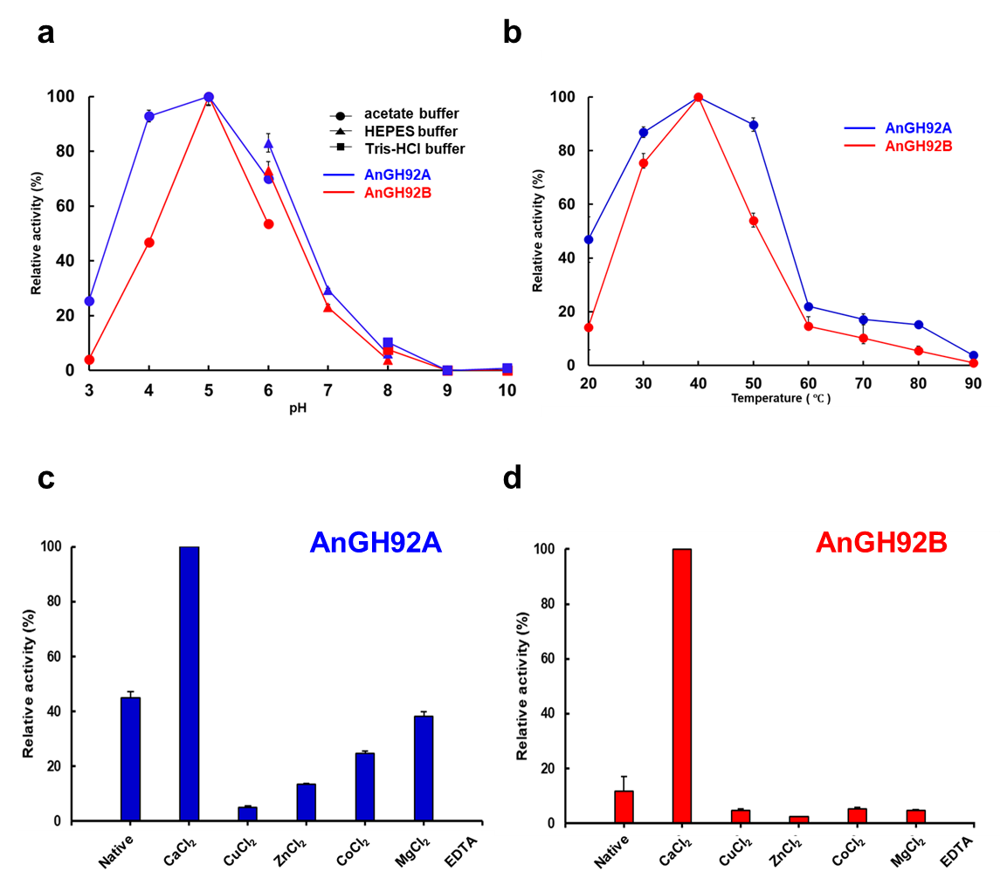 a
100
80
60
40
20
0
3 4 5 6 7 8 9 10
pH
Relative activity (%)
acetate buffer
HEPES buffer
Tris-HCl buffer
AnGH92A
AnGH92B
b
100
80
60
40
20
0
20 30 40 50 60 70 80 90
Temperature ( ℃ )
Relative activity (%)
AnGH92A
AnGH92B
c
AnGH92A
100
80
60
40
20
0
Relative activity (%)
Native CaCl₂ CuCl₂ ZnCl₂ CoCl₂ MgCl₂ EDTA
d
AnGH92B
100
80
60
40
20
0
Relative activity (%)
Native CaCl₂ CuCl₂ ZnCl₂ CoCl₂ MgCl₂ EDTA